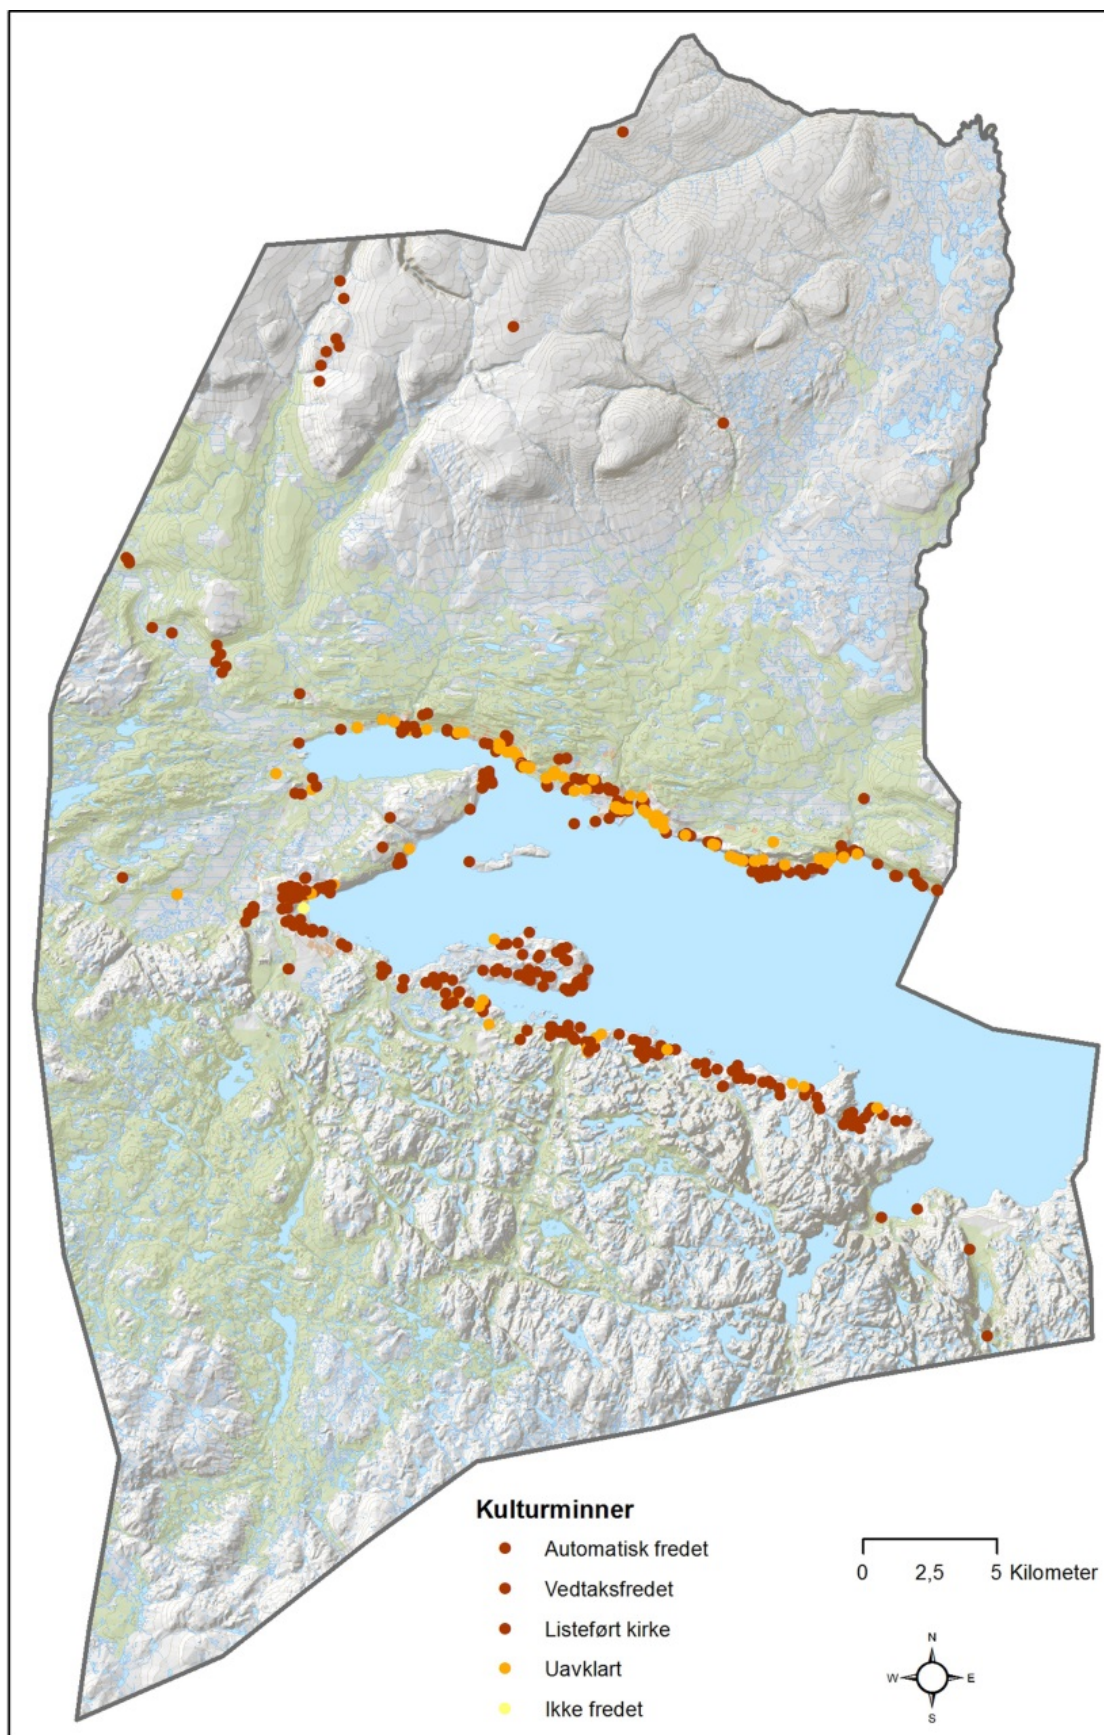 Kulturminner
Automatisk fredet
Vedtaksfredet
Listeført kirke
Uavklart
Ikke fredet
0 2,5 5 Kilometer
N
W E
S